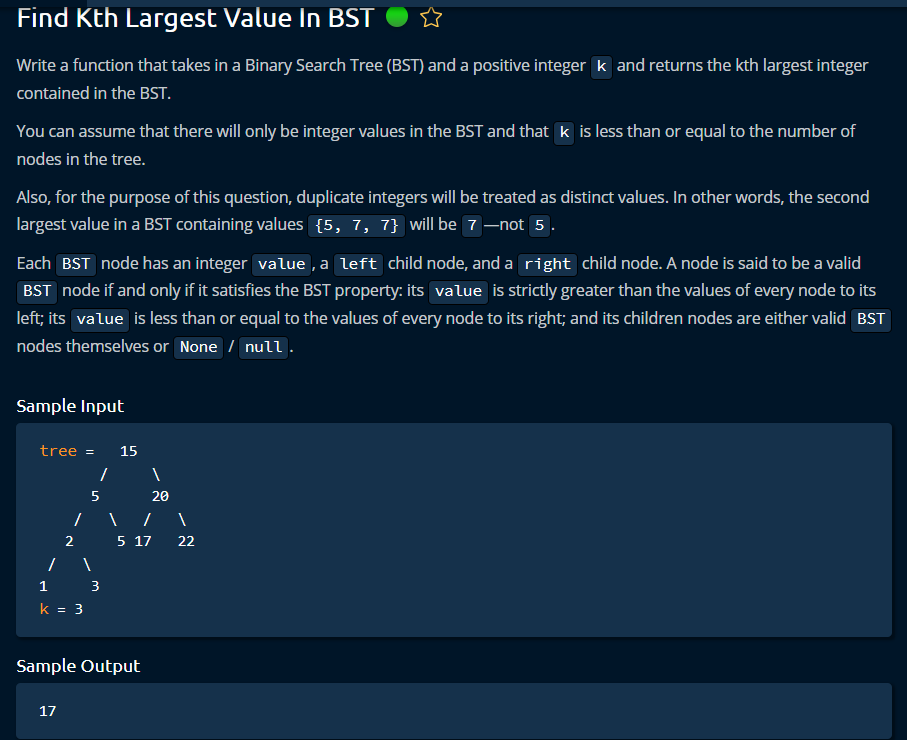 Find Kth Largest Value In BST
Write a function that takes in a Binary Search Tree (BST) and a positive integer k and returns the kth largest integer
contained in the BST.
You can assume that there will only be integer values in the BST and that k is less than or equal to the number of
nodes in the tree.
Also, for the purpose of this question, duplicate integers will be treated as distinct values. In other words, the second
largest value in a BST containing values {5, 7, 7} will be 7—not 5.
Each BST node has an integer value, a left child node, and a right child node. A node is said to be a valid
BST node if and only if it satisfies the BST property: its value is strictly greater than the values of every node to its
left; its value is less than or equal to the values of every node to its right; and its children nodes are either valid BST
nodes themselves or None / null.
Sample Input
tree =   15
       /     \
      5      20
    /   \   /   \
   2     5 17   22
 /   \
1     3
k = 3
Sample Output
17